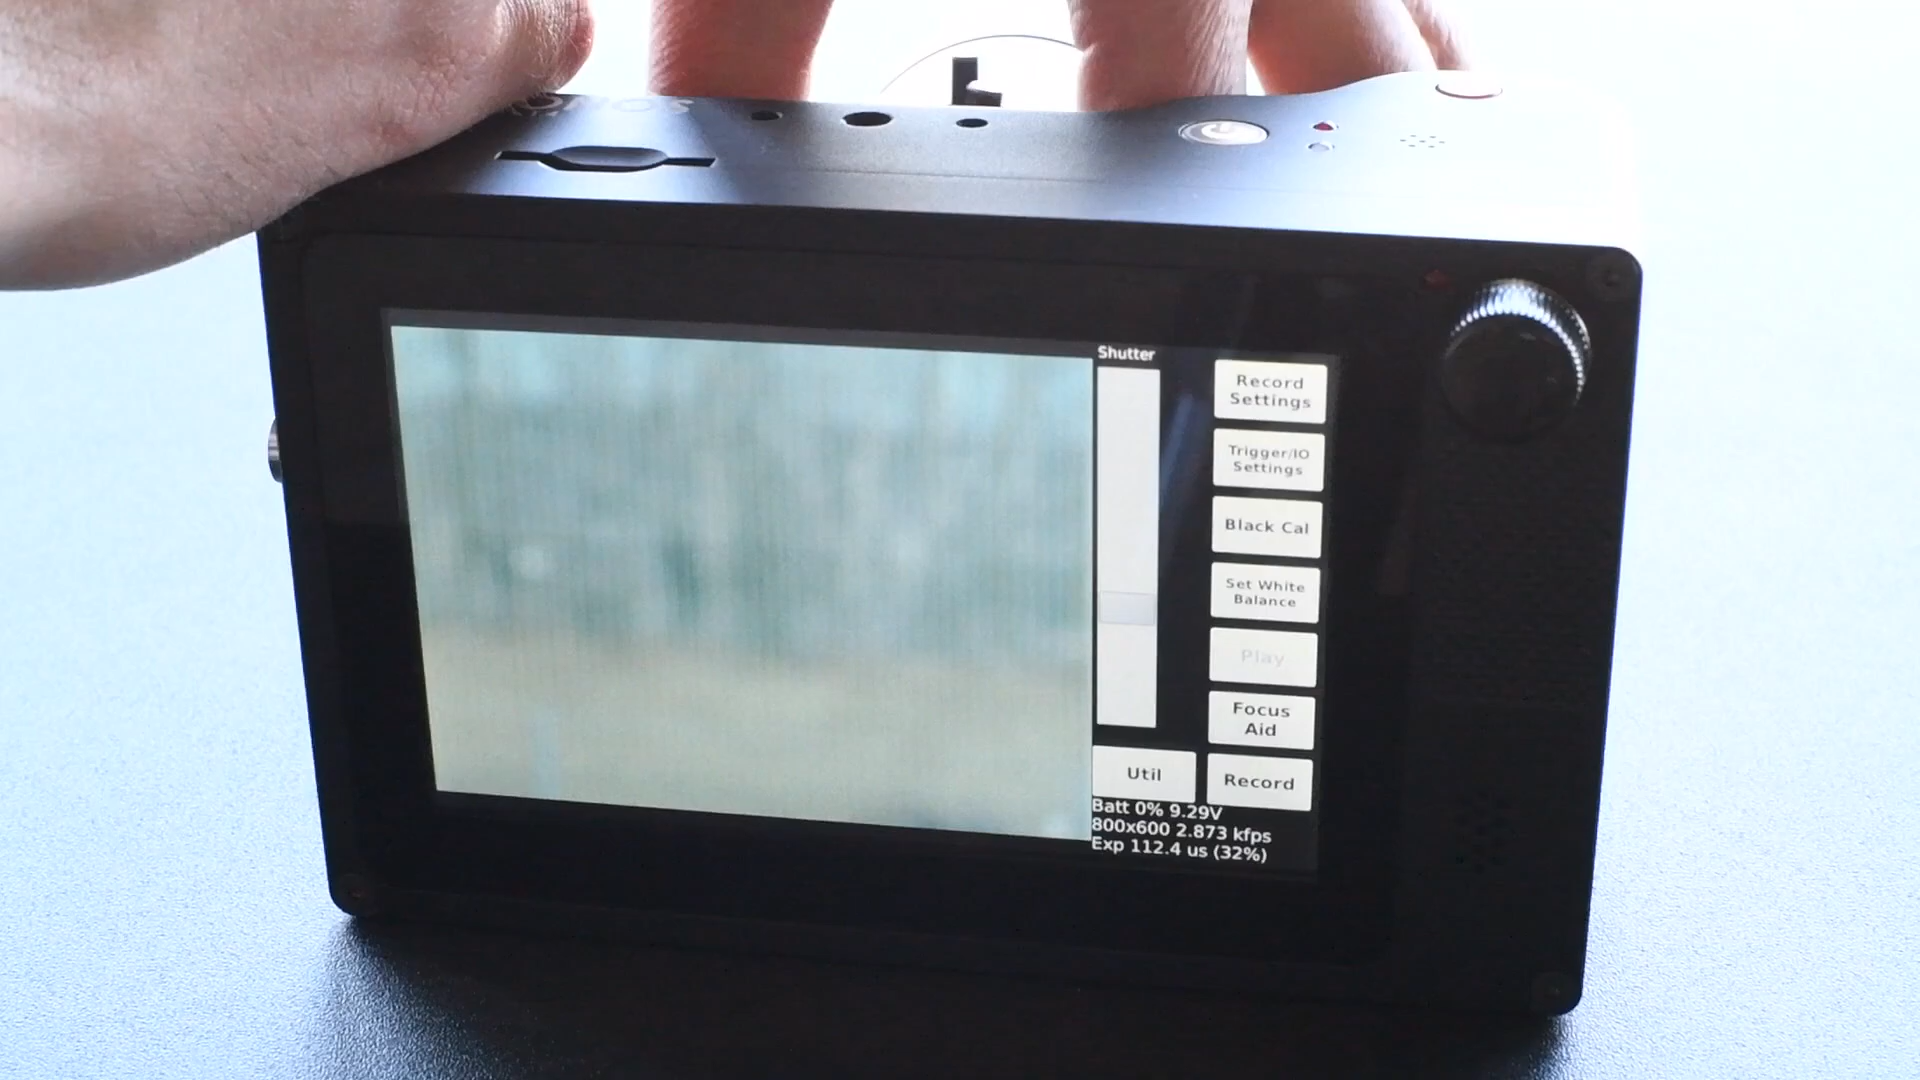 Shutter
Record
Settings
Trigger/IO
Settings
Black Cal
Set White
Balance
Play
Focus
Aid
Util
Record
Batt 0% 9.29V
800x600 2.873 kfps
Exp 112.4 us (32%)